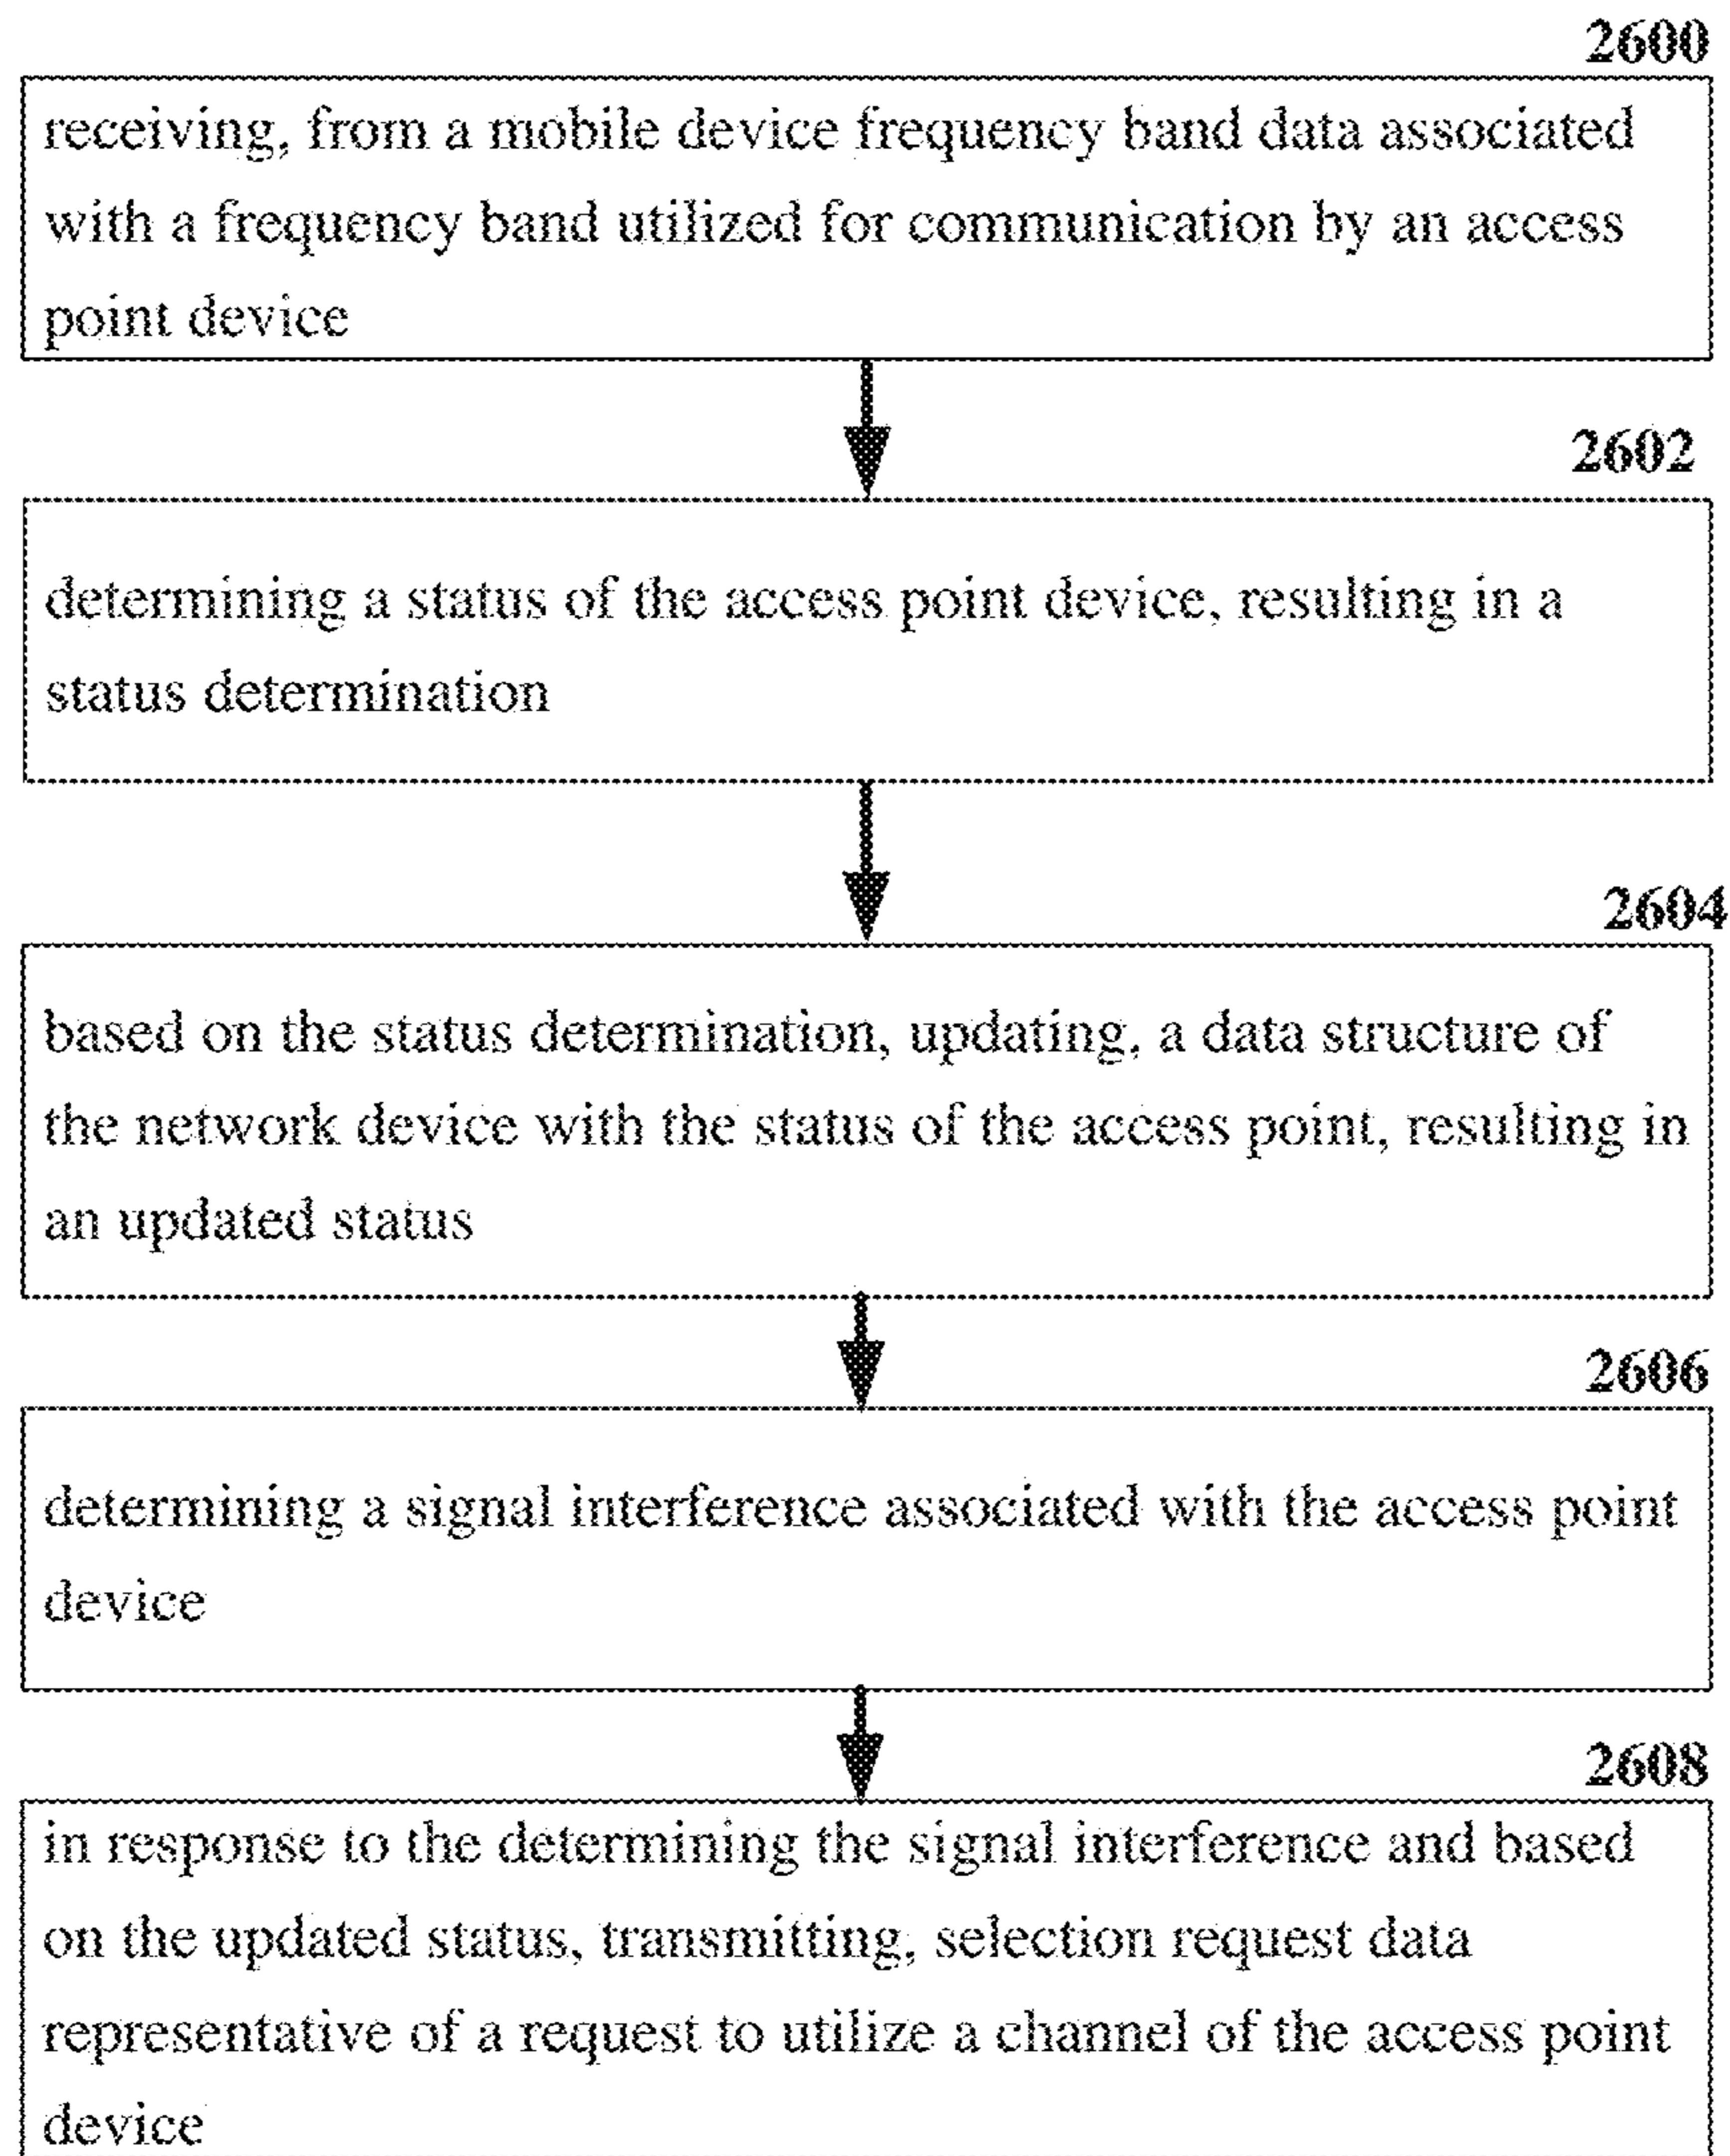 2600
receiving, from a mobile device frequency band data associated
with a frequency band utilized for communication by an access
point device
2602
determining a status of the access point device, resulting in a
status determination
2604
based on the status determination, updating, a data structure of
the network device with the status of the access point, resulting in
an updated status
2606
determining a signal interference associated with the access point
device
2608
in response to the determining the signal interference and based
on the updated status, transmitting, selection request data
representative of a request to utilize a channel of the access point
device